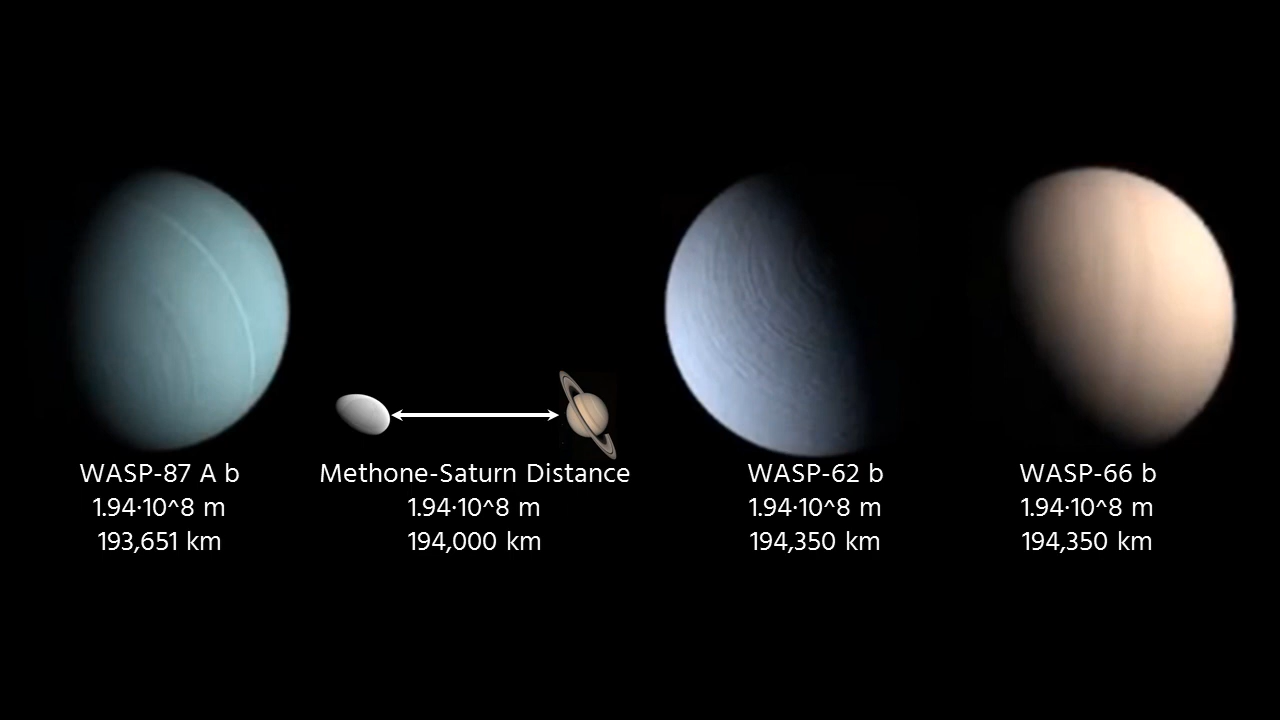 WASP-87 A b
1.94·10^8 m
193,651 km
Methone-Saturn Distance
1.94·10^8 m
194,000 km
WASP-62 b
1.94·10^8 m
194,350 km
WASP-66 b
1.94·10^8 m
194,350 km